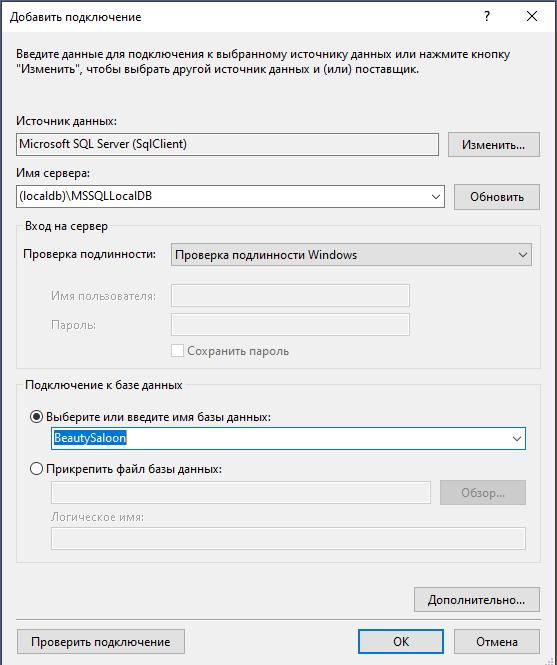 Добавить подключение
?
Введите данные для подключения к выбранному источнику данных или нажмите кнопку
"Изменить", чтобы выбрать другой источник данных и (или) поставщик.
Источник данных:
Microsoft SQL Server (SqlClient)
Изменить...
Имя сервера:
(localdb)\MSSQLLocalDB
Обновить
Вход на сервер
Проверка подлинности:
Проверка подлинности Windows
Имя пользователя:
Пароль:
Сохранить пароль
Подключение к базе данных
Выберите или введите имя базы данных:
BeautySaloon
Прикрепить файл базы данных:
Обзор...
Логическое имя:
Дополнительно...
Проверить подключение
ОК
Отмена